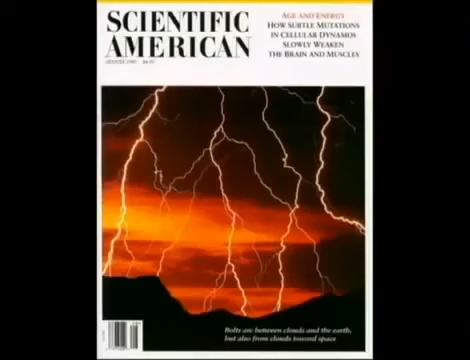 SCIENTIFIC
AMERICAN
AGE AND ENERGY
HOW SUBTLE MUTATIONS
IN CELLULAR DYNAMOS
SLOWLY WEAKEN
THE BRAIN AND MUSCLES
Bolts arc between clouds and the earth,
but also from clouds toward space